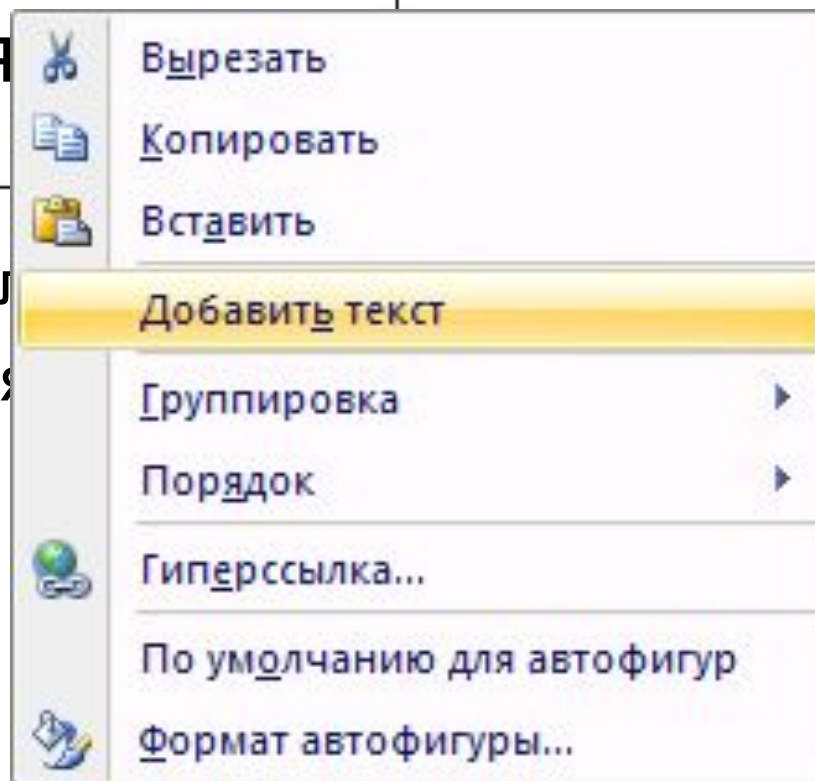 Вырезать
Копировать
Вставить
Добавить текст
Группировка
Порядок
Гиперссылка...
По умолчанию для автофигур
Формат автофигуры...